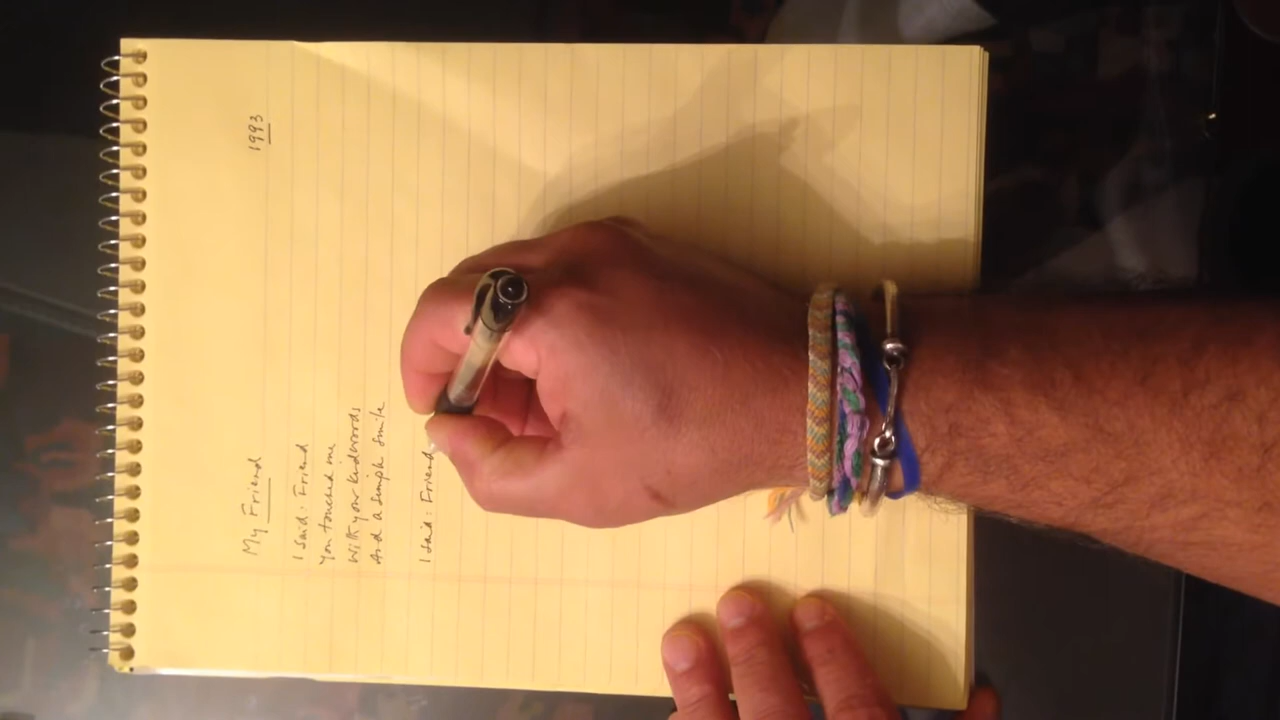 My Friend
1993
I said: Friend
You touched me
With your kind words
And a simple smile
I said: Friend